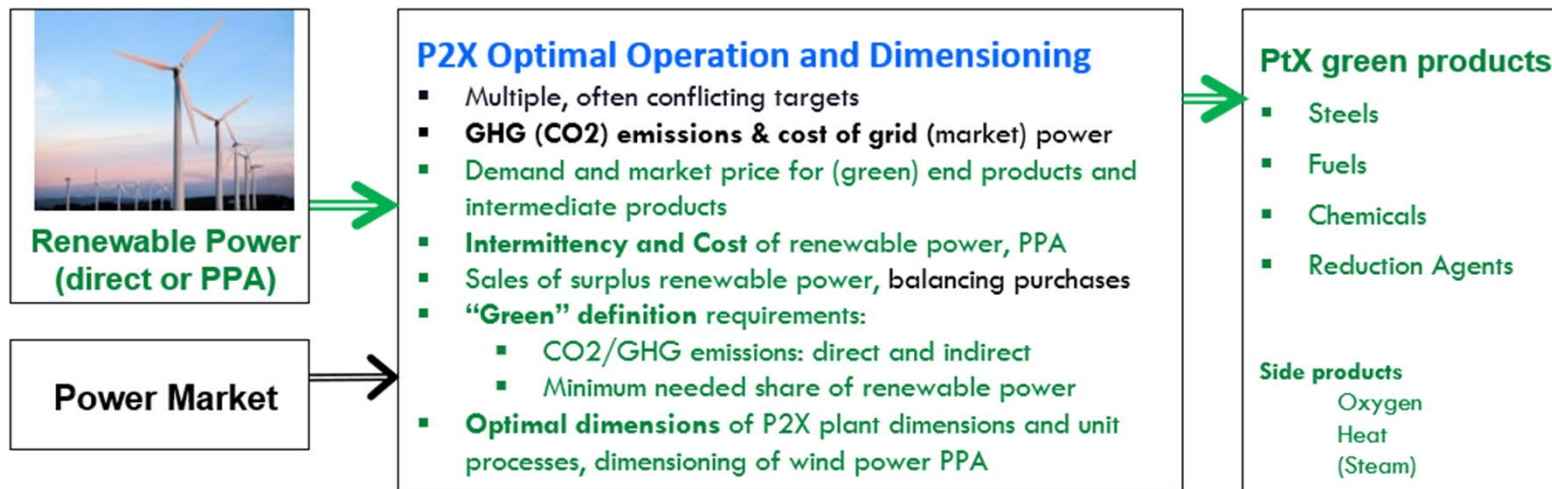 Renewable Power
(direct or PPA)
Power Market
P2X Optimal Operation and Dimensioning
▪ Multiple, often conflicting targets
▪ GHG (CO2) emissions & cost of grid (market) power
▪ Demand and market price for (green) end products and
intermediate products
▪ Intermittency and Cost of renewable power, PPA
▪ Sales of surplus renewable power, balancing purchases
▪ “Green” definition requirements:
▪ CO2/GHG emissions: direct and indirect
▪ Minimum needed share of renewable power
▪ Optimal dimensions of P2X plant dimensions and unit
processes, dimensioning of wind power PPA
PtX green products
▪ Steels
▪ Fuels
▪ Chemicals
▪ Reduction Agents
Side products
Oxygen
Heat
(Steam)